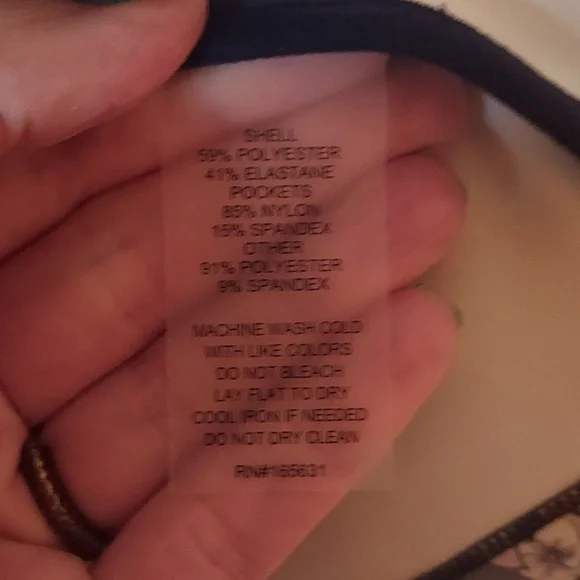 SHELL
59% POLYESTER
41% ELASTANE
POCKETS
85% NYLON
15% SPANDEX
OTHER
91% POLYESTER
9% SPANDEX
MACHINE WASH COLD
WITH LIKE COLORS
DO NOT BLEACH
LAY FLAT TO DRY
COOL IRON IF NEEDED
DO NOT DRY CLEAN
RN#165631